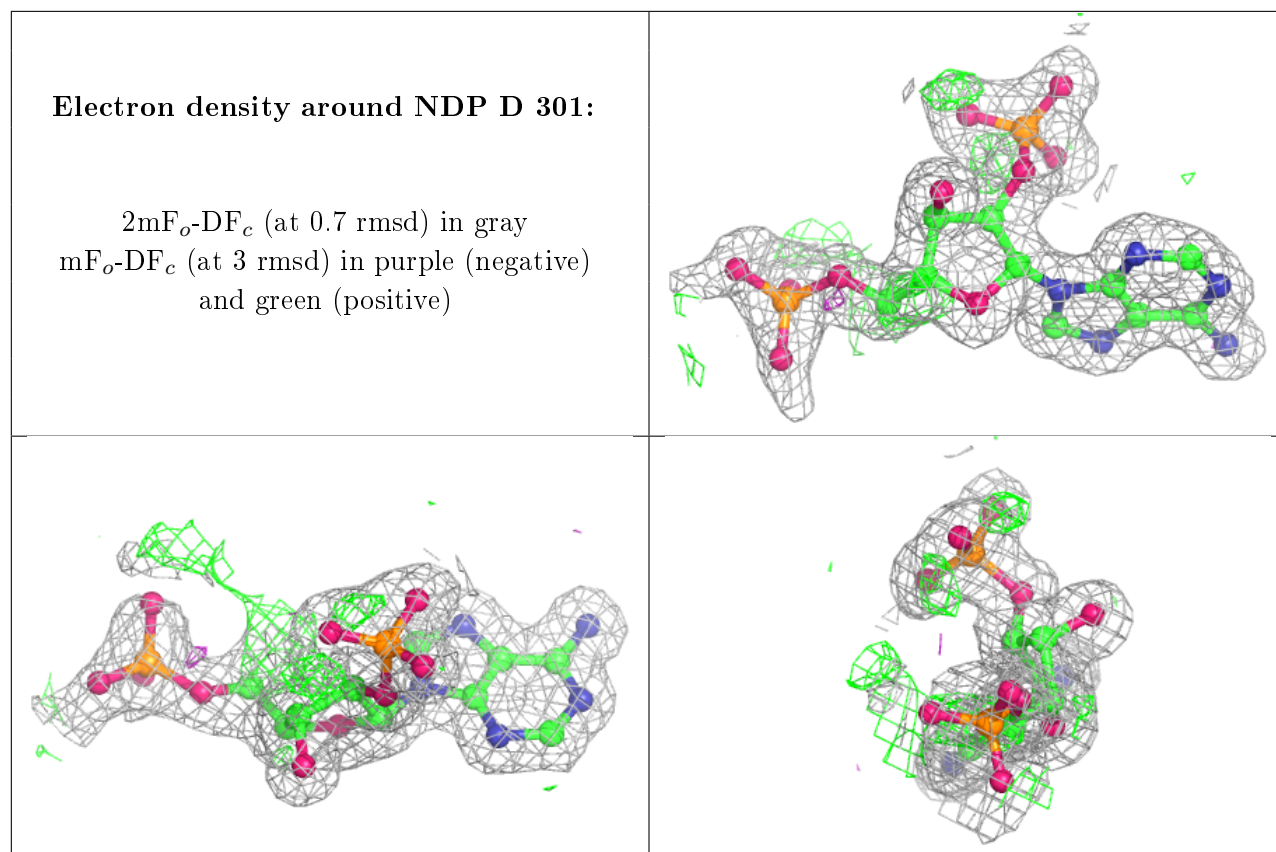 Electron density around NDP D 301:
2mFₒ-DF𝑐 (at 0.7 rmsd) in gray
mFₒ-DF𝑐 (at 3 rmsd) in purple (negative)
and green (positive)